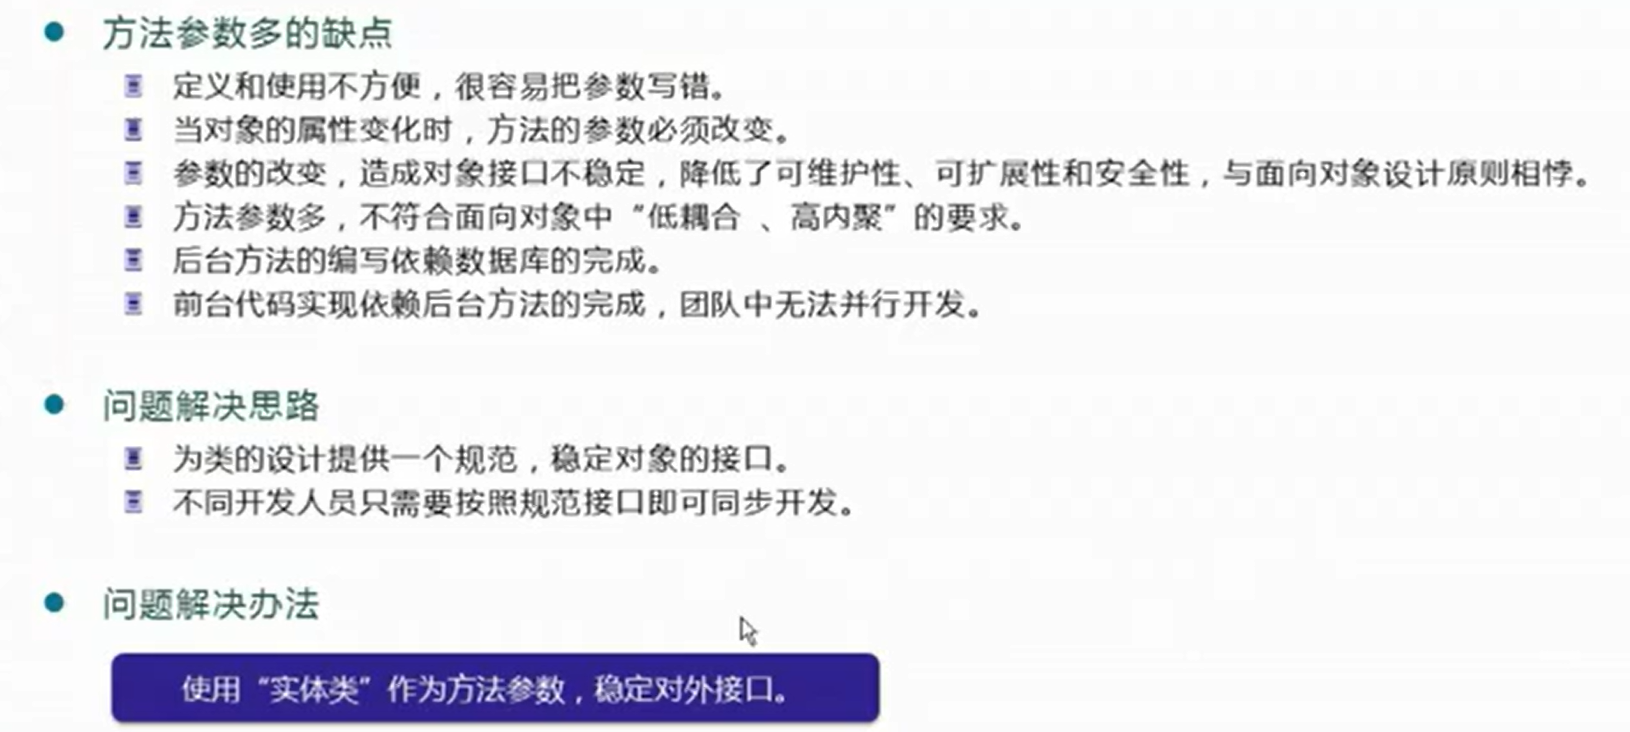 方法参数多的缺点
定义和使用不方便，很容易把参数写错。
当对象的属性变化时，方法的参数必须改变。
参数的改变，造成对象接口不稳定，降低了可维护性、可扩展性和安全性，与面向对象设计原则相悖。
方法参数多，不符合面向对象中“低耦合 、高内聚”的要求。
后台方法的编写依赖数据库的完成。
前台代码实现依赖后台方法的完成，团队中无法并行开发。
问题解决思路
为类的设计提供一个规范，稳定对象的接口。
不同开发人员只需要按照规范接口即可同步开发。
问题解决办法
使用“实体类”作为方法参数，稳定对外接口。